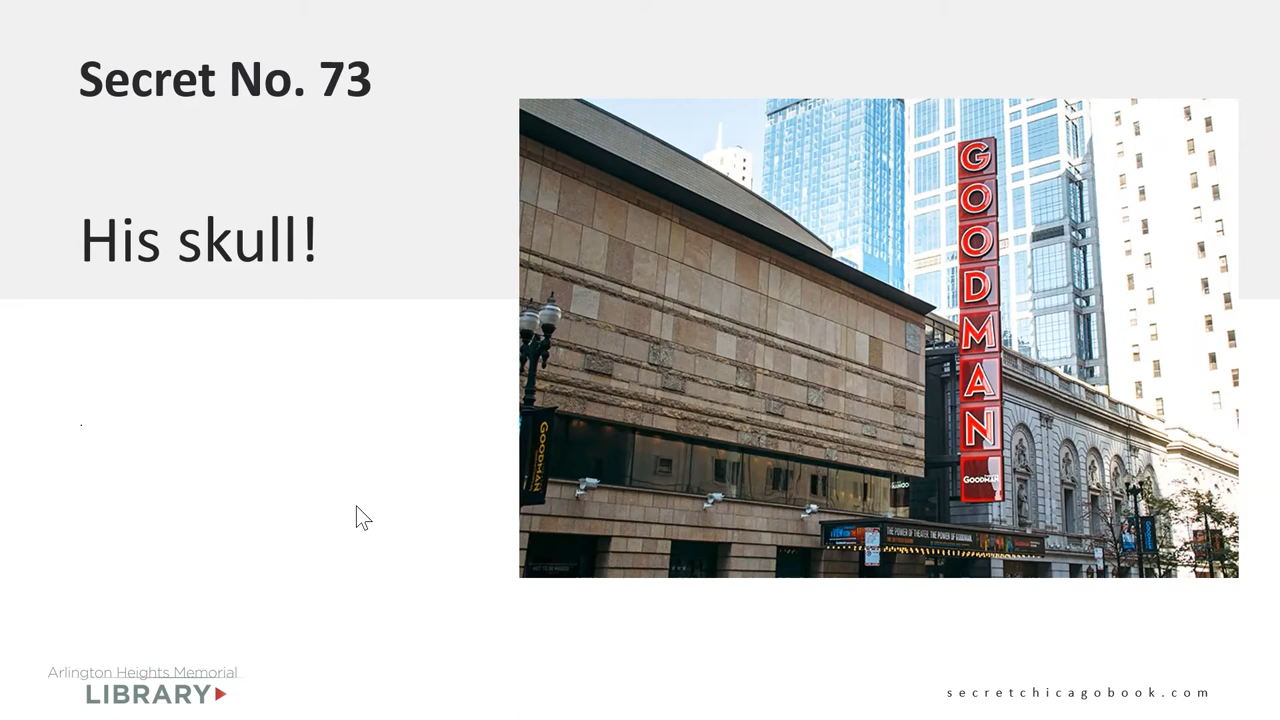 Secret No. 73
His skull!
.
GOODMAN
GOODMAN
GOODMAN
THE POWER OF THEATER. THE POWER OF GOODMAN.
Arlington Heights Memorial
LIBRARY
secretchicagobook.com